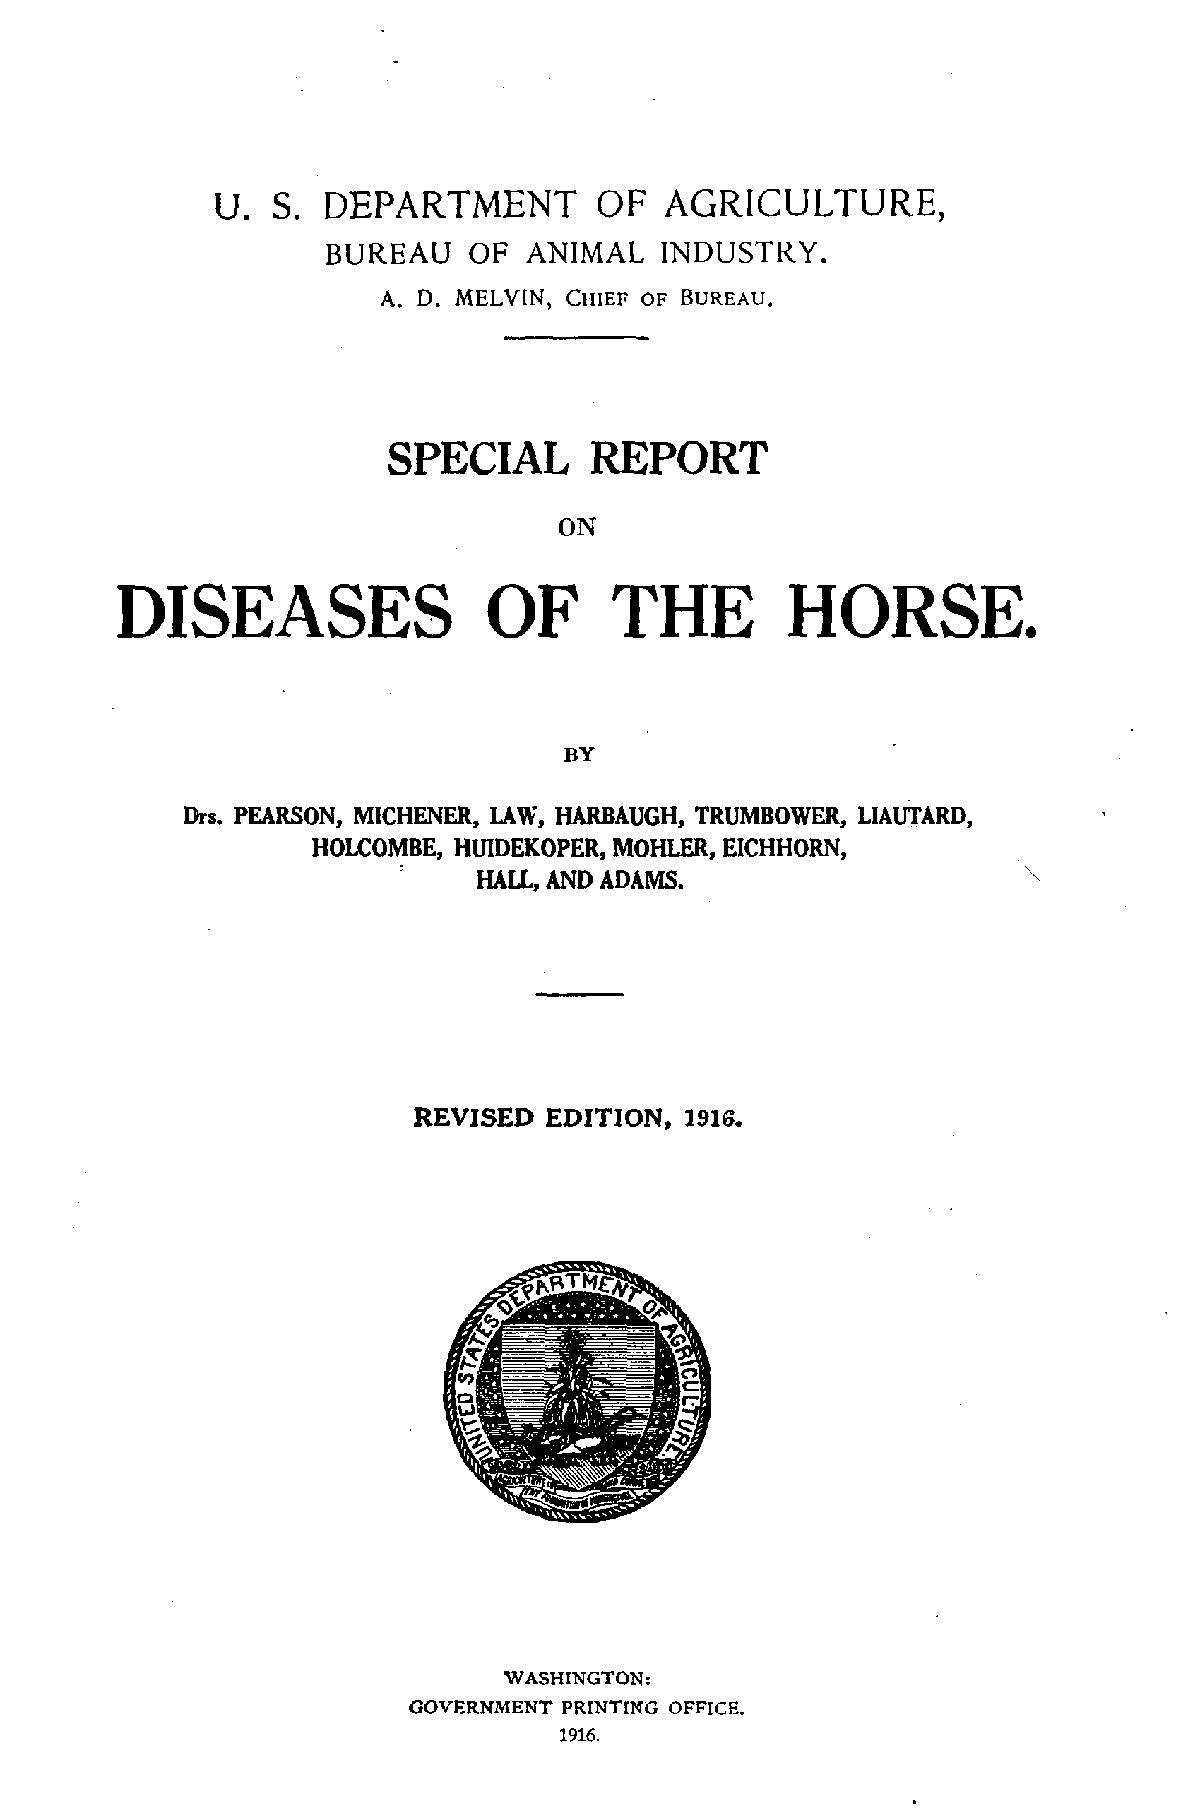 U. S. DEPARTMENT OF AGRICULTURE,
BUREAU OF ANIMAL INDUSTRY.
A. D. MELVIN, CHIEF OF BUREAU.
SPECIAL REPORT
ON
DISEASES OF THE HORSE.
BY
Drs. PEARSON, MICHENER, LAW, HARBAUGH, TRUMBOWER, LIAUTARD,
HOLCOMBE, HUIDEKOPER, MOHLER, EICHHORN,
HALL, AND ADAMS.
REVISED EDITION, 1916.
UNITED STATES DEPARTMENT OF AGRICULTURE.
WASHINGTON:
GOVERNMENT PRINTING OFFICE.
1916.